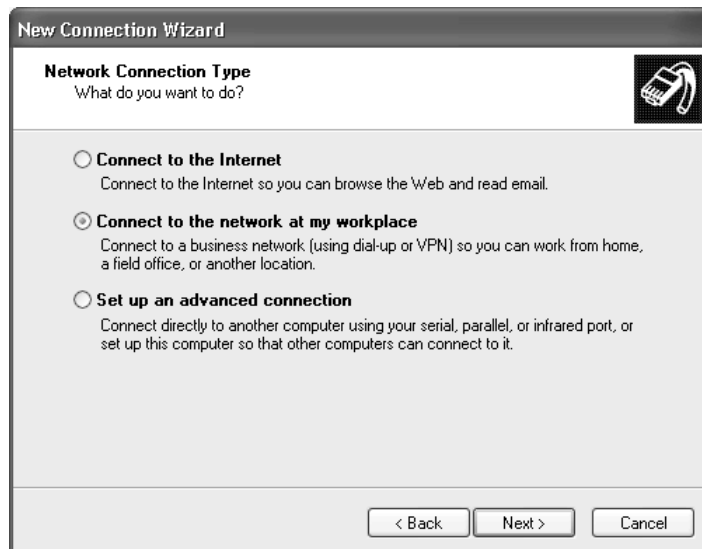 New Connection Wizard
Network Connection Type
What do you want to do?
Connect to the Internet
Connect to the Internet so you can browse the Web and read email.
Connect to the network at my workplace
Connect to a business network (using dial-up or VPN) so you can work from home,
a field office, or another location.
Set up an advanced connection
Connect directly to another computer using your serial, parallel, or infrared port, or
set up this computer so that other computers can connect to it.
< Back Next > Cancel